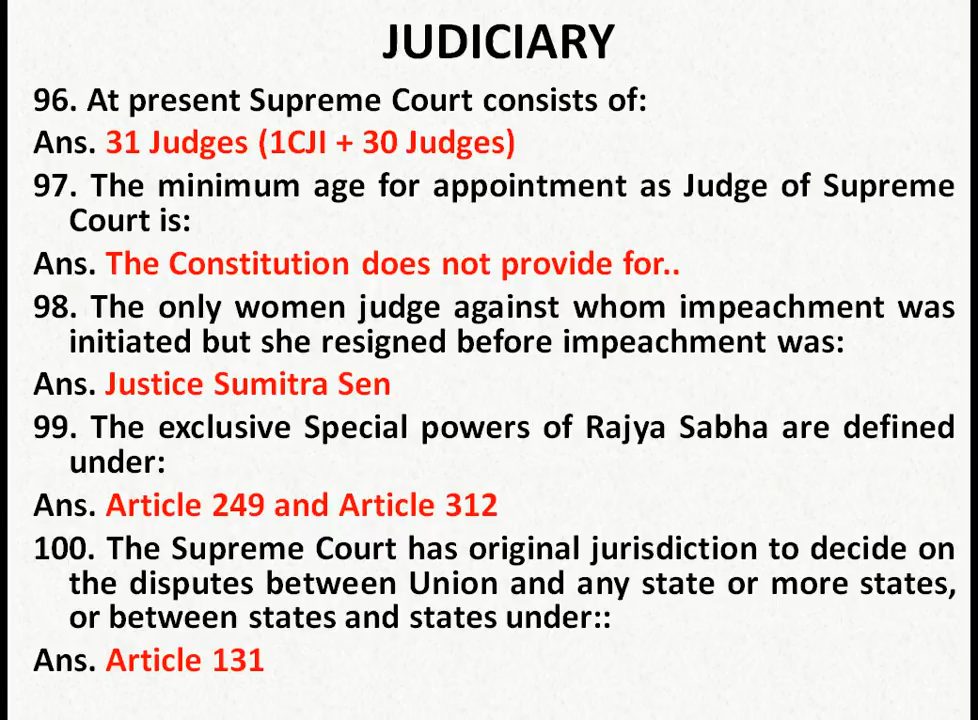 JUDICIARY
96. At present Supreme Court consists of:
Ans. 31 Judges (1CJI + 30 Judges)
97. The minimum age for appointment as Judge of Supreme
Court is:
Ans. The Constitution does not provide for..
98. The only women judge against whom impeachment was
initiated but she resigned before impeachment was:
Ans. Justice Sumitra Sen
99. The exclusive Special powers of Rajya Sabha are defined
under:
Ans. Article 249 and Article 312
100. The Supreme Court has original jurisdiction to decide on
the disputes between Union and any state or more states,
or between states and states under::
Ans. Article 131